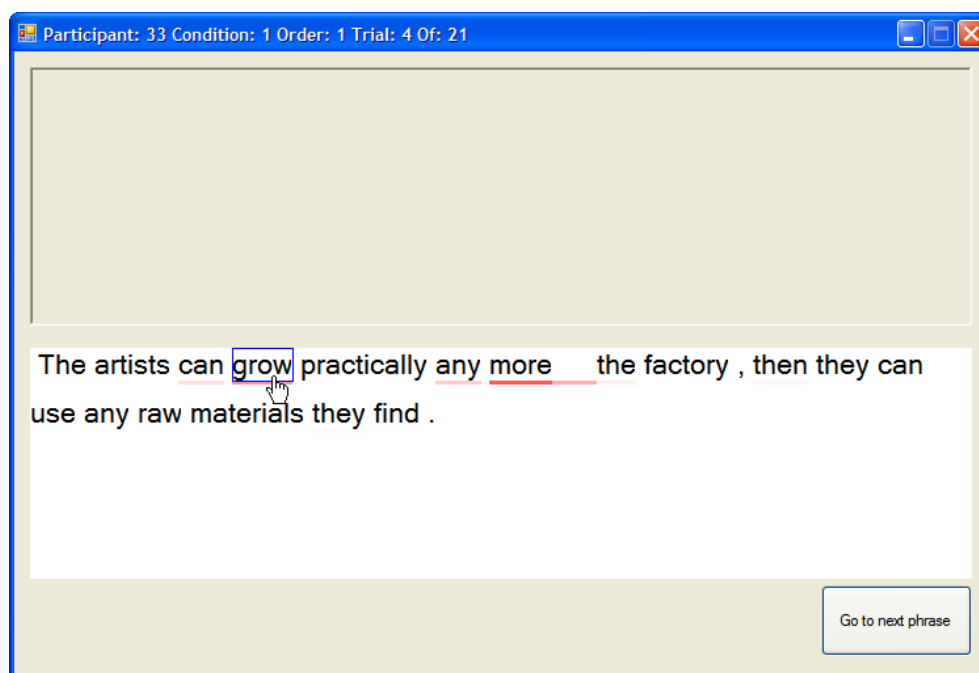 Participant: 33 Condition: 1 Order: 1 Trial: 4 Of: 21
The artists can grow practically any more the factory , then they can
use any raw materials they find .
Go to next phrase